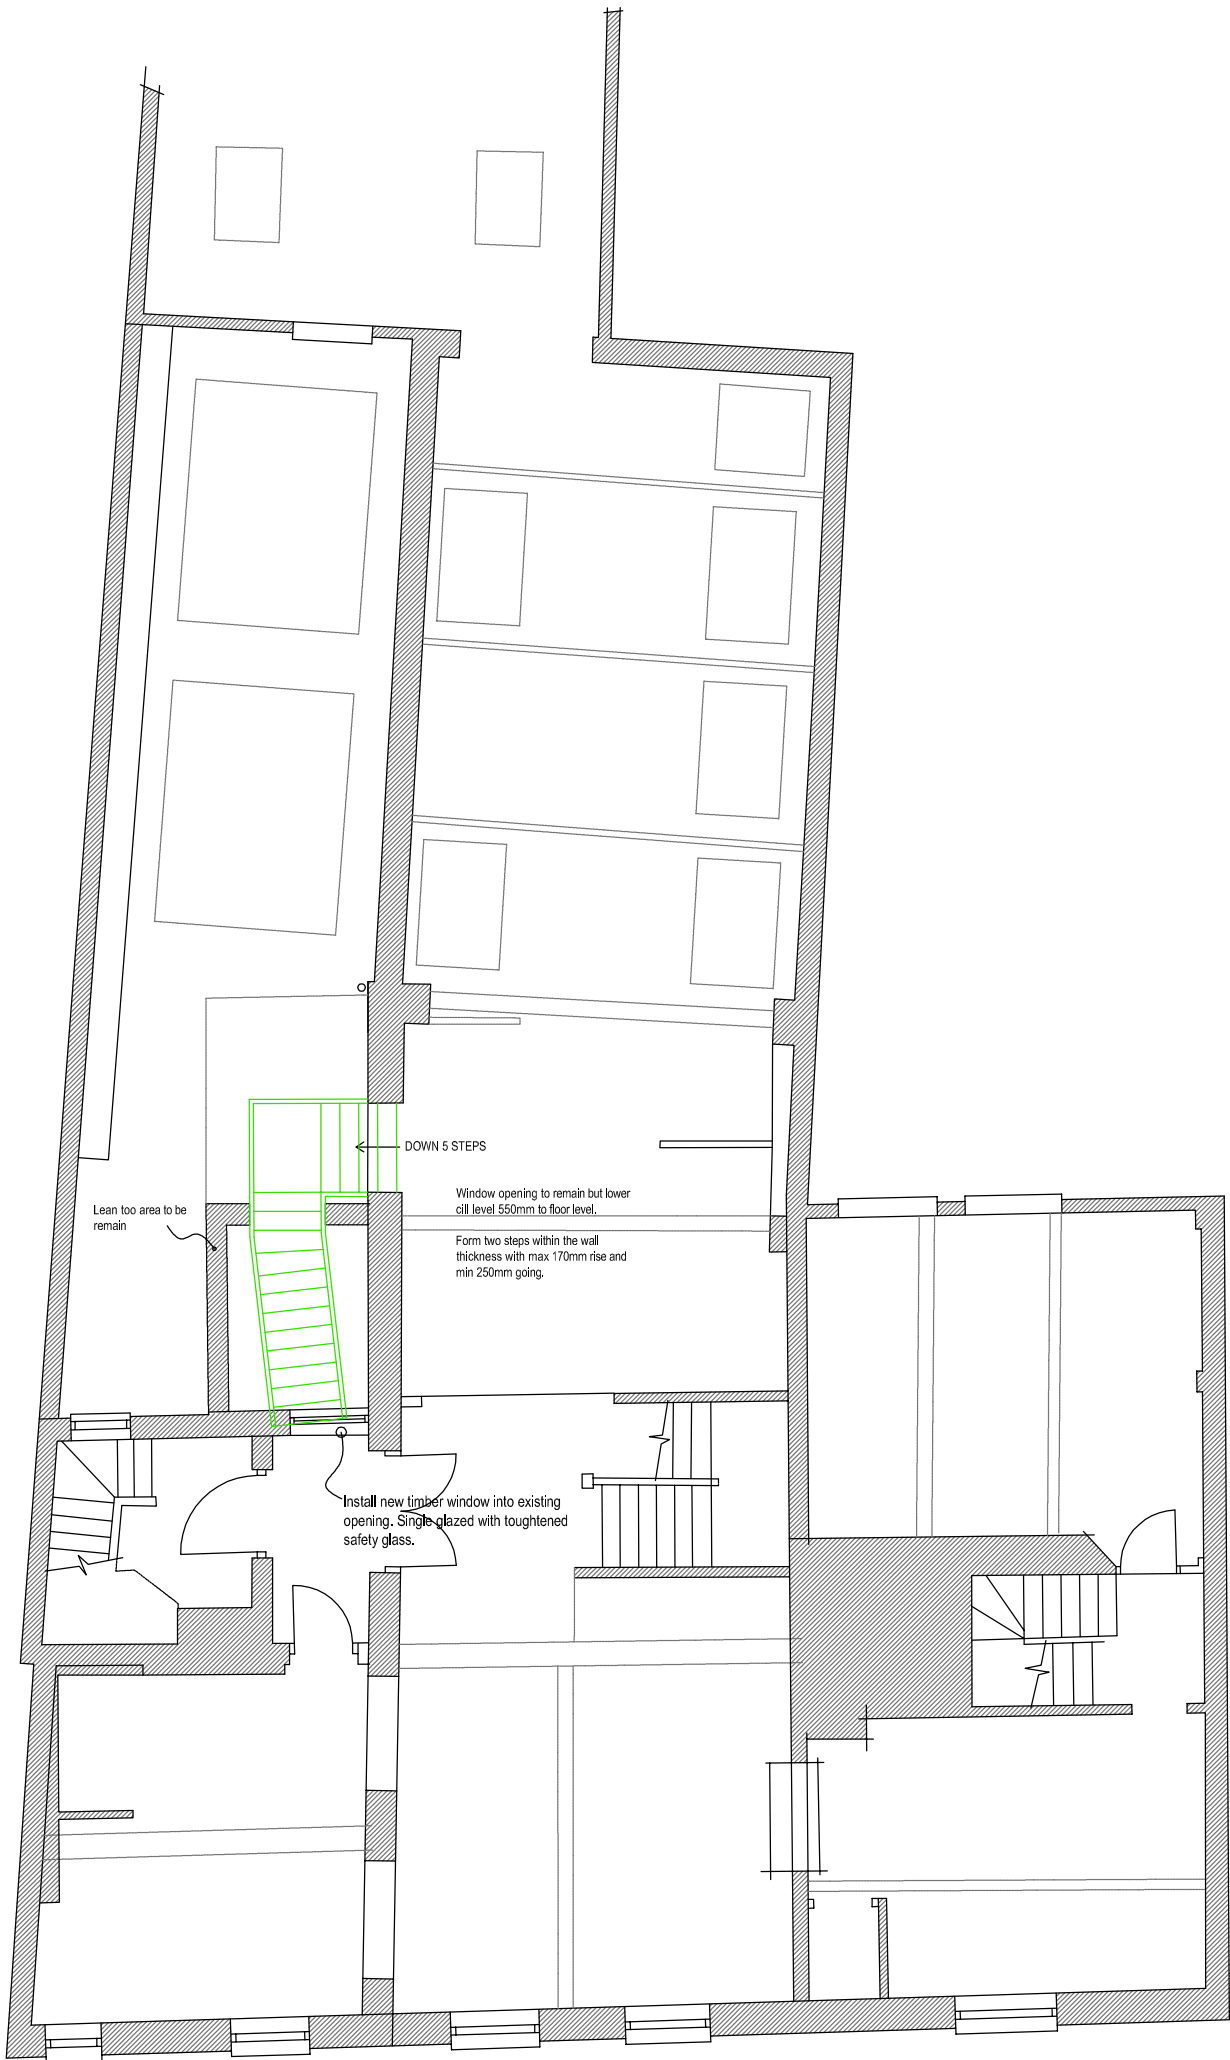 DOWN 5 STEPS
Window opening to remain but lower
cill level 550mm to floor level.
Form two steps within the wall
thickness with max 170mm rise and
min 250mm going.
Lean too area to be
remain
Install new timber window into existing
opening. Single glazed with toughtened
safety glass.